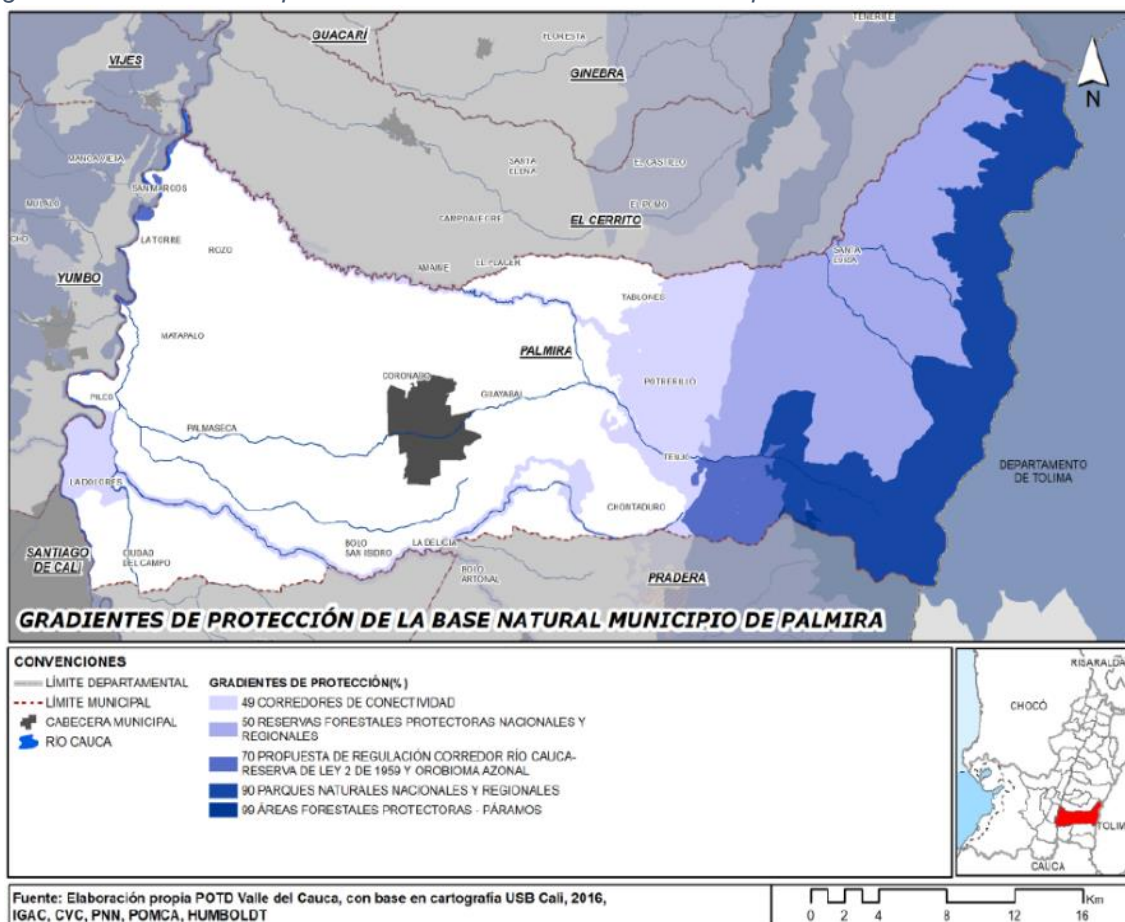 GUACARÍ
FLORESTA
TENERIFE
VIJES
GINEBRA
N
MANGA VIEJA
SANTA ELENA
EL CASTILLO
SAN MARCOS
MULALO
CAMPOALEGRE
EL POMO
EL CERRITO
LA TORRE
ROZO
AMAIME
EL PLACER
SANTA
YUMBO
TABLONES
MATAPALO
PALMIRA
CORONADO
POTRERILLO
GUAYABAL
PILCO
PALMASECA
TENJO
DEPARTAMENTO
DE TOLIMA
LA DOLORES
CHONTADURO
SANTIAGO
DE CALI
CIUDAD
DEL CAMPO
BOLO
SAN ISIDRO
LA DELICIA
BOLO
ARTONAL
PRADERA
GRADIENTES DE PROTECCIÓN DE LA BASE NATURAL MUNICIPIO DE PALMIRA
CONVENCIONES
LÍMITE DEPARTAMENTAL
LÍMITE MUNICIPAL
CABECERA MUNICIPAL
RÍO CAUCA
GRADIENTES DE PROTECCIÓN(%)
49 CORREDORES DE CONECTIVIDAD
50 RESERVAS FORESTALES PROTECTORAS NACIONALES Y
REGIONALES
70 PROPUESTA DE REGULACIÓN CORREDOR RÍO CAUCA-
RESERVA DE LEY 2 DE 1959 Y OROBIOMA AZONAL
90 PARQUES NATURALES NACIONALES Y REGIONALES
99 ÁREAS FORESTALES PROTECTORAS - PÁRAMOS
RISARALDA
CHOCÓ
TOLIMA
CAUCA
Fuente: Elaboración propia POTD Valle del Cauca, con base en cartografía USB Cali, 2016,
IGAC, CVC, PNN, POMCA, HUMBOLDT
Km
0 2 4 8 12 16